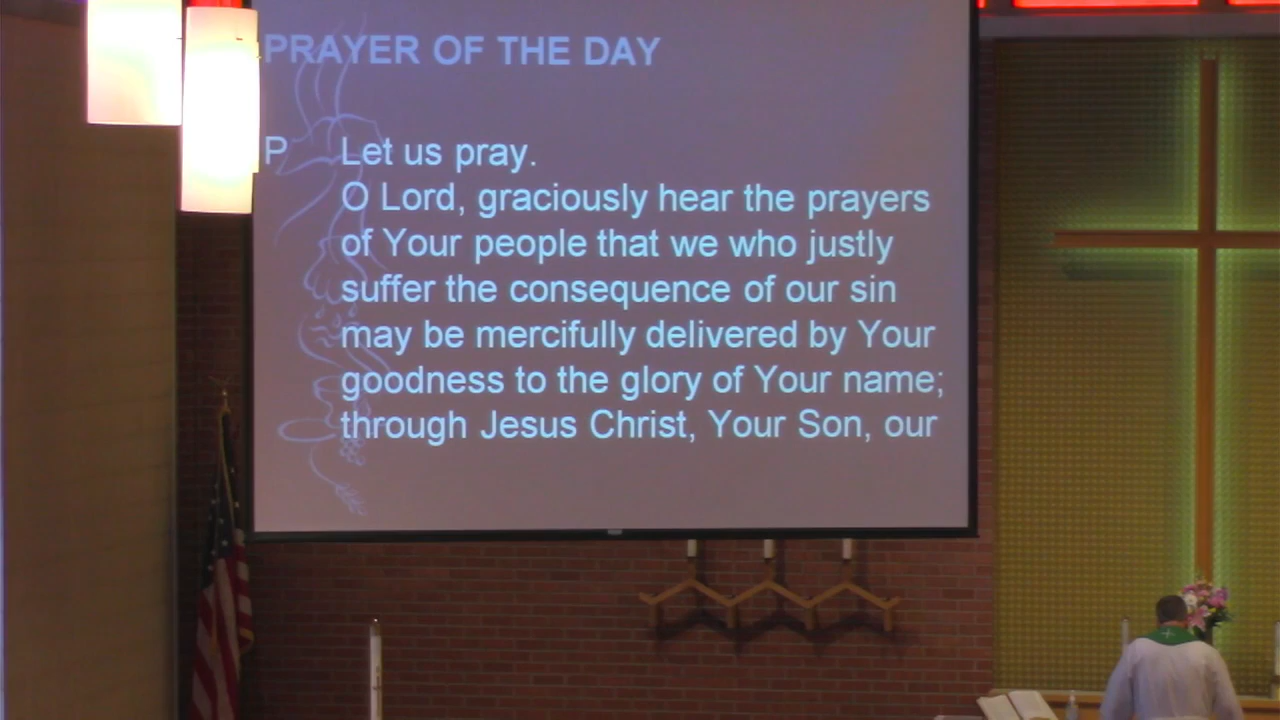 PRAYER OF THE DAY
P Let us pray.
O Lord, graciously hear the prayers
of Your people that we who justly
suffer the consequence of our sin
may be mercifully delivered by Your
goodness to the glory of Your name;
through Jesus Christ, Your Son, our